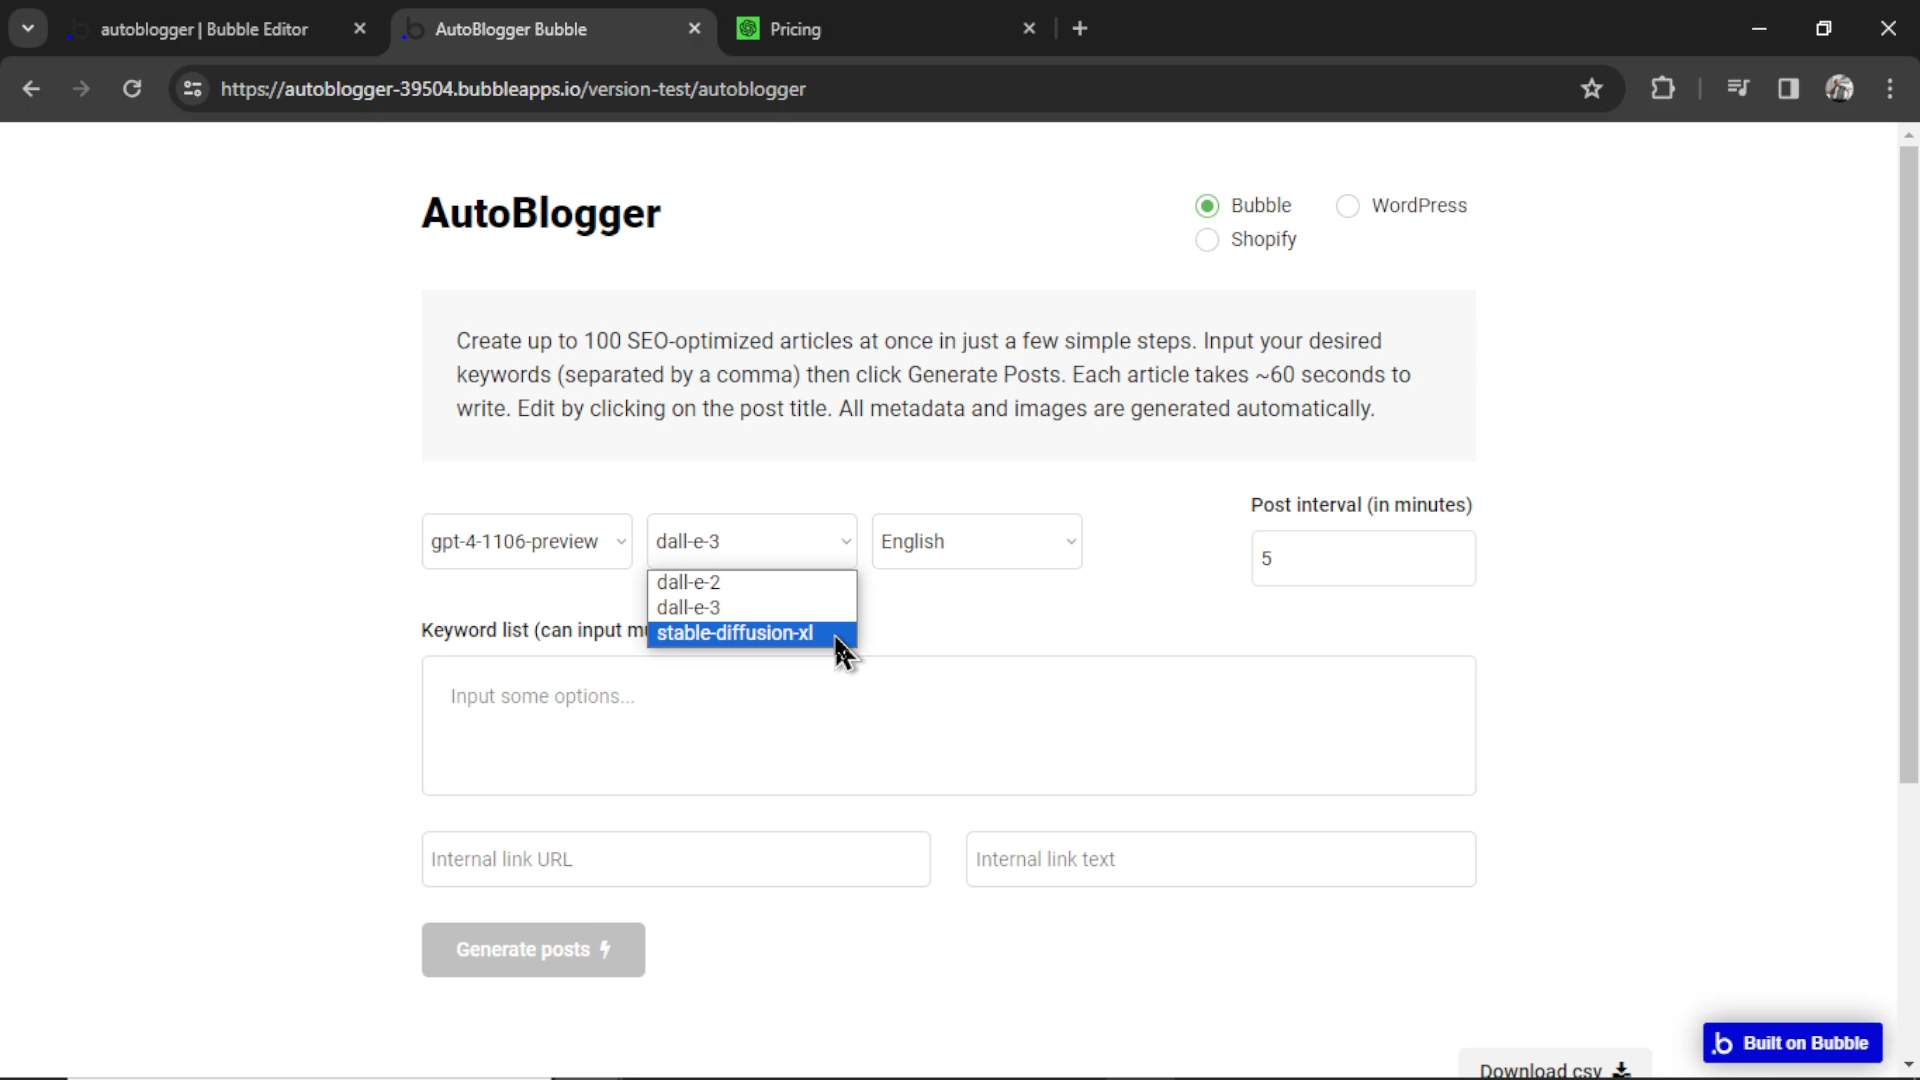 autoblogger | Bubble Editor
AutoBlogger Bubble
Pricing
https://autoblogger-39504.bubbleapps.io/version-test/autoblogger
AutoBlogger
Bubble
WordPress
Shopify
Create up to 100 SEO-optimized articles at once in just a few simple steps. Input your desired
keywords (separated by a comma) then click Generate Posts. Each article takes ~60 seconds to
write. Edit by clicking on the post title. All metadata and images are generated automatically.
Post interval (in minutes)
gpt-4-1106-preview
dall-e-3
English
5
dall-e-2
dall-e-3
stable-diffusion-xl
Keyword list (can input
Input some options...
Internal link URL
Internal link text
Generate posts
Built on Bubble
Download csv